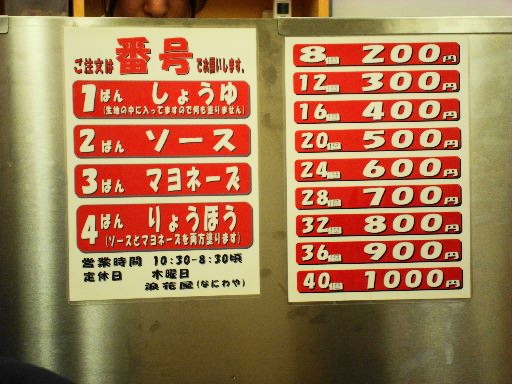 ご注文は番号でお願いします。
1ばん しょうゆ
(生地の中に入ってますので何も塗りません)
2ばん ソース
3ばん マヨネーズ
4ばん りょうほう
(ソースとマヨネーズを両方塗ります)
営業時間 10:30-8:30頃
定休日 木曜日
浪花屋(なにわや)
8個 200円
12個 300円
16個 400円
20個 500円
24個 600円
28個 700円
32個 800円
36個 900円
40個 1000円